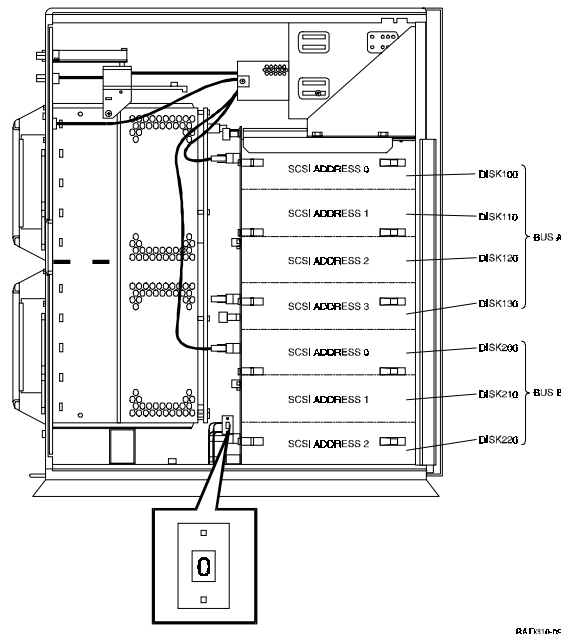 SCSI ADDRESS 0 DISK100
SCSI ADDRESS 1 DISK110
BUS A
SCSI ADDRESS 2 DISK120
SCSI ADDRESS 3 DISK130
SCSI ADDRESS 0 DISK200
SCSI ADDRESS 1 DISK210
BUS B
SCSI ADDRESS 2 DISK220
0